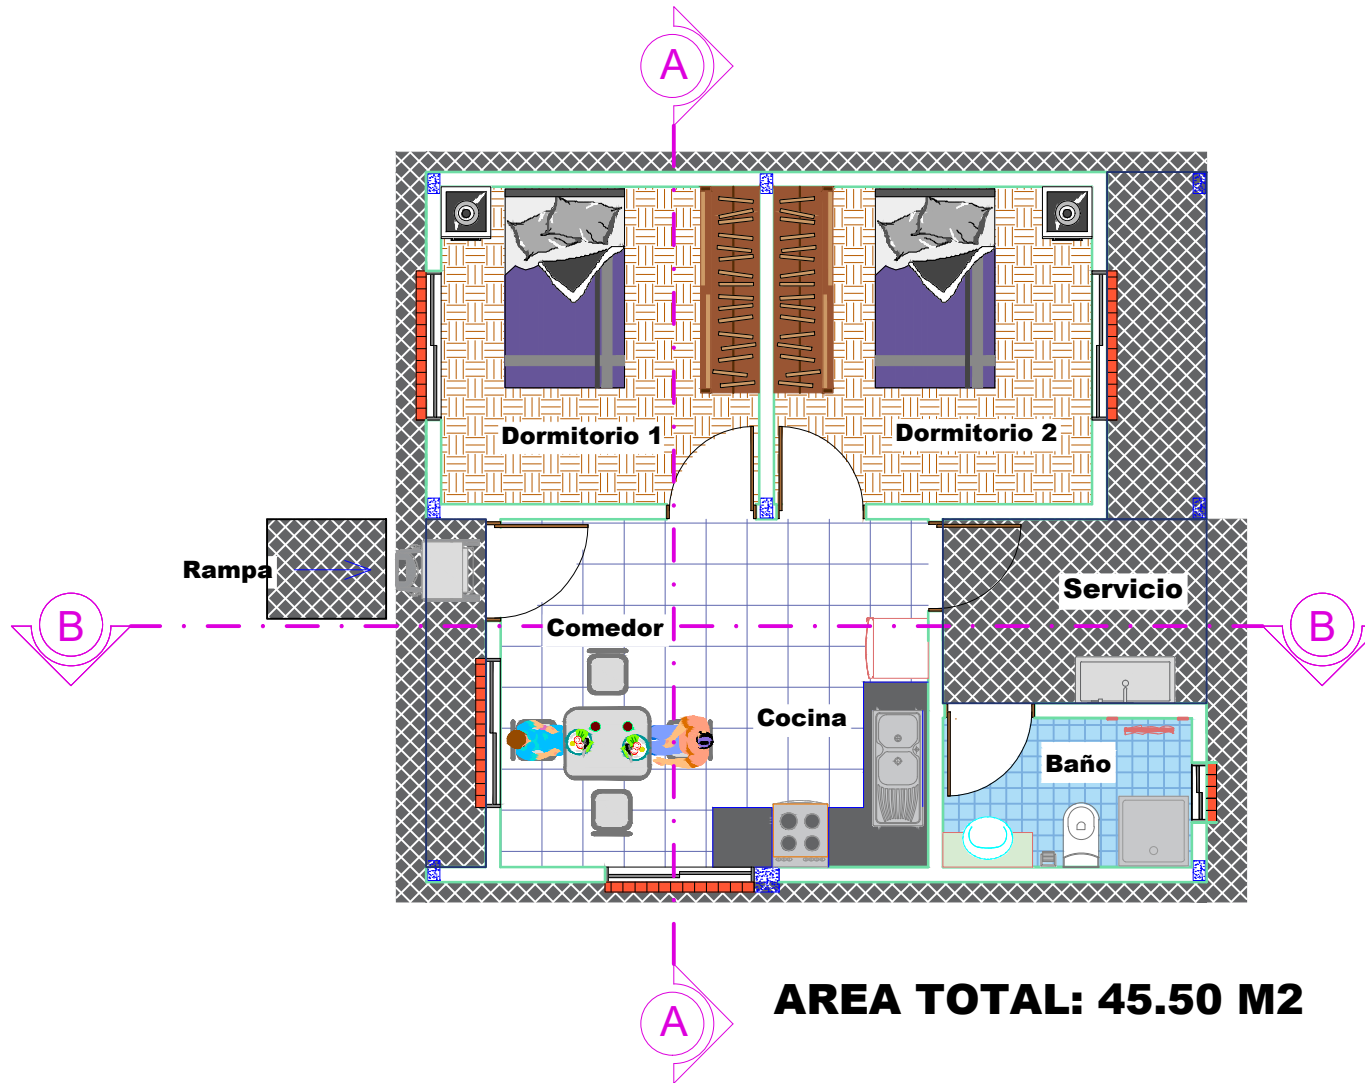 A
Dormitorio 1
Dormitorio 2
Rampa
Servicio
B
Comedor
B
Cocina
Baño
AREA TOTAL: 45.50 M2
A